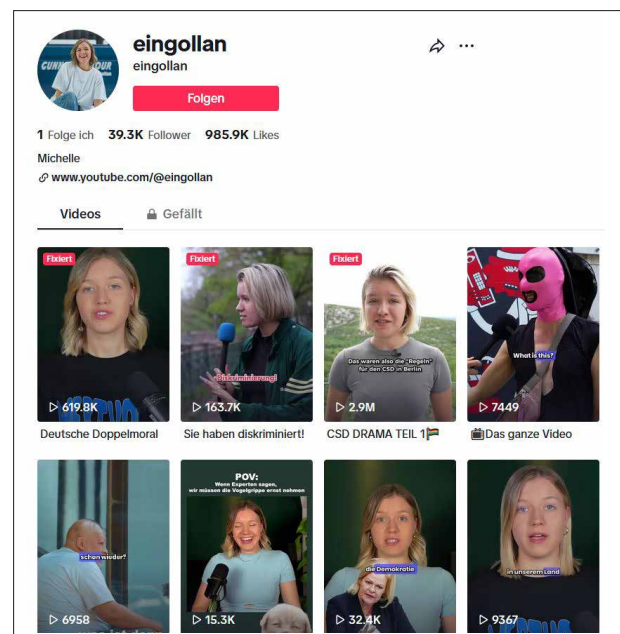 eingollan
eingollan
Folgen
1 Folge ich 39.3K Follower 985.9K Likes
Michelle
www.youtube.com/@eingollan
Videos Gefällt
Fixiert Fixiert Fixiert
Diskriminierung!
Das waren also die "Regeln"
für den CSD in Berlin
What is this?
619.8K 163.7K 2.9M 7449
Deutsche Doppelmoral Sie haben diskriminiert! CSD DRAMA TEIL 1 Das ganze Video
POV:
Wenn Experten sagen,
wir müssen die Vogelgrippe ernst nehmen
schon wieder?
die Demokratie
in unserem Land
6958 15.3K 32.4K 9367